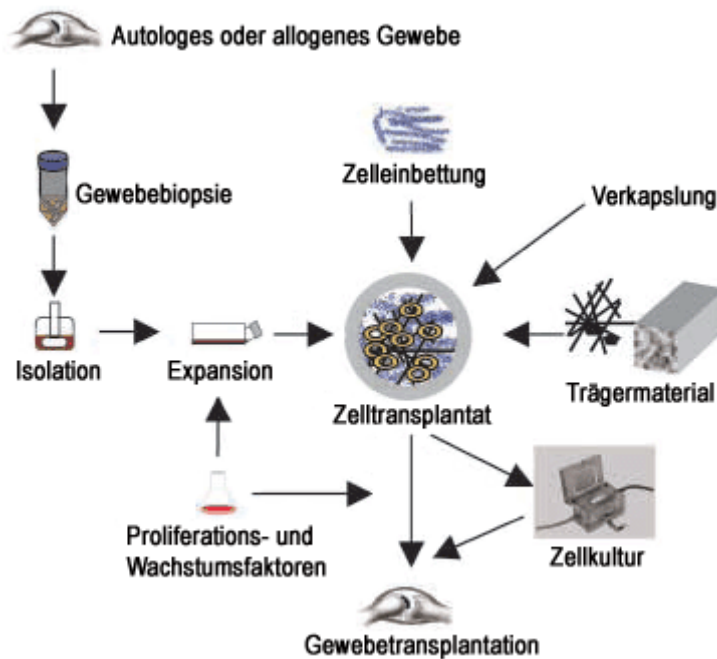 Autologes oder allogenes Gewebe
Gewebebiopsie
Zelleinbettung
Verkapslung
Isolation
Expansion
Zelltransplantat
Trägermaterial
Proliferations- und
Wachstumsfaktoren
Zellkultur
Gewebetransplantation